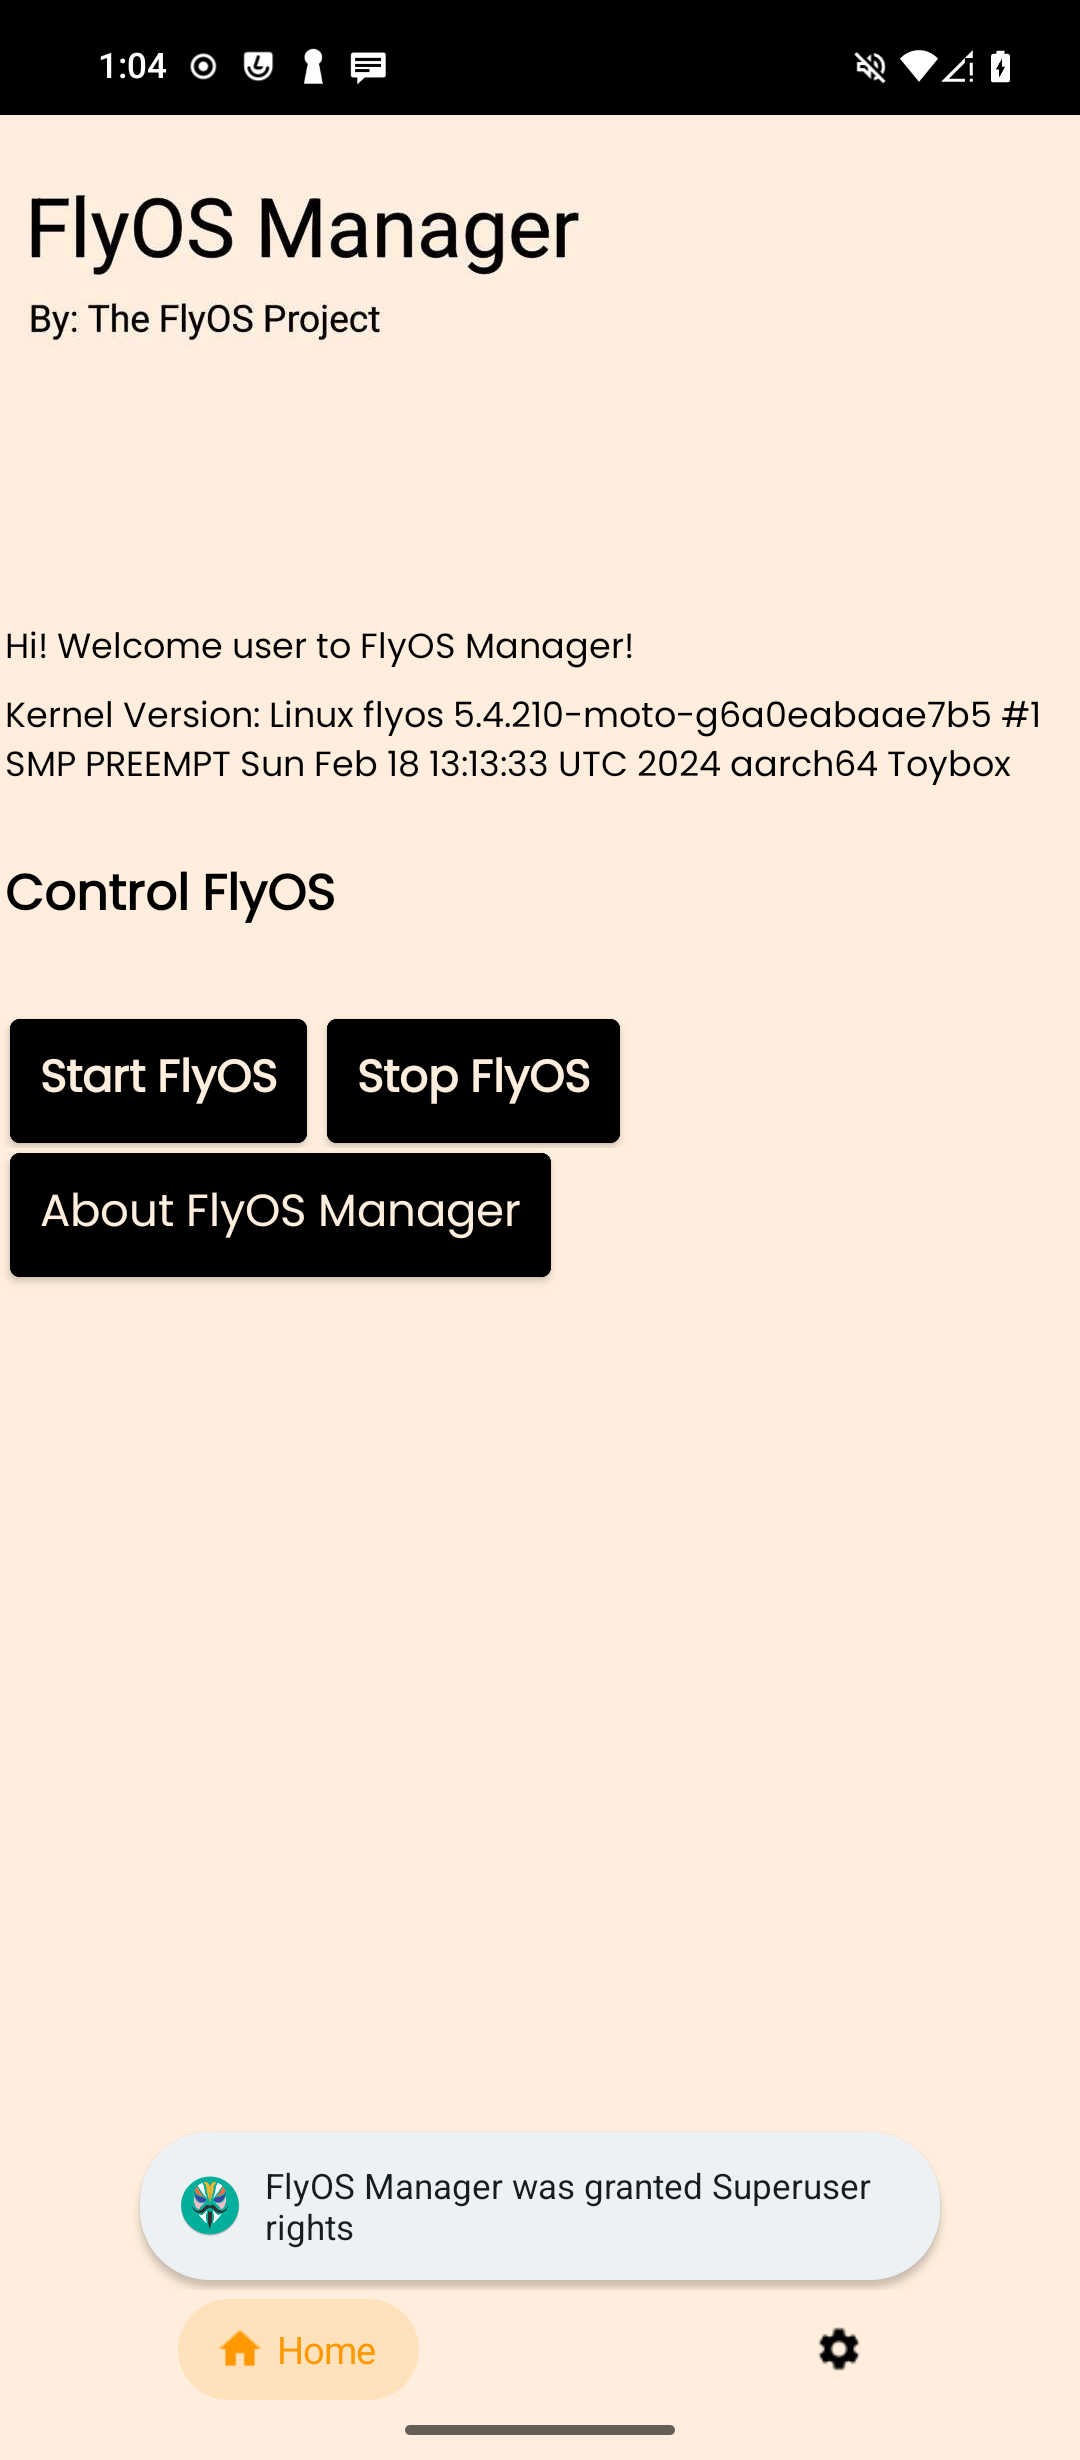 1:04
FlyOS Manager
By: The FlyOS Project
Hi! Welcome user to FlyOS Manager!
Kernel Version: Linux flyos 5.4.210-moto-g6a0eabaae7b5 #1
SMP PREEMPT Sun Feb 18 13:13:33 UTC 2024 aarch64 Toybox
Control FlyOS
Start FlyOS
Stop FlyOS
About FlyOS Manager
FlyOS Manager was granted Superuser
rights
Home